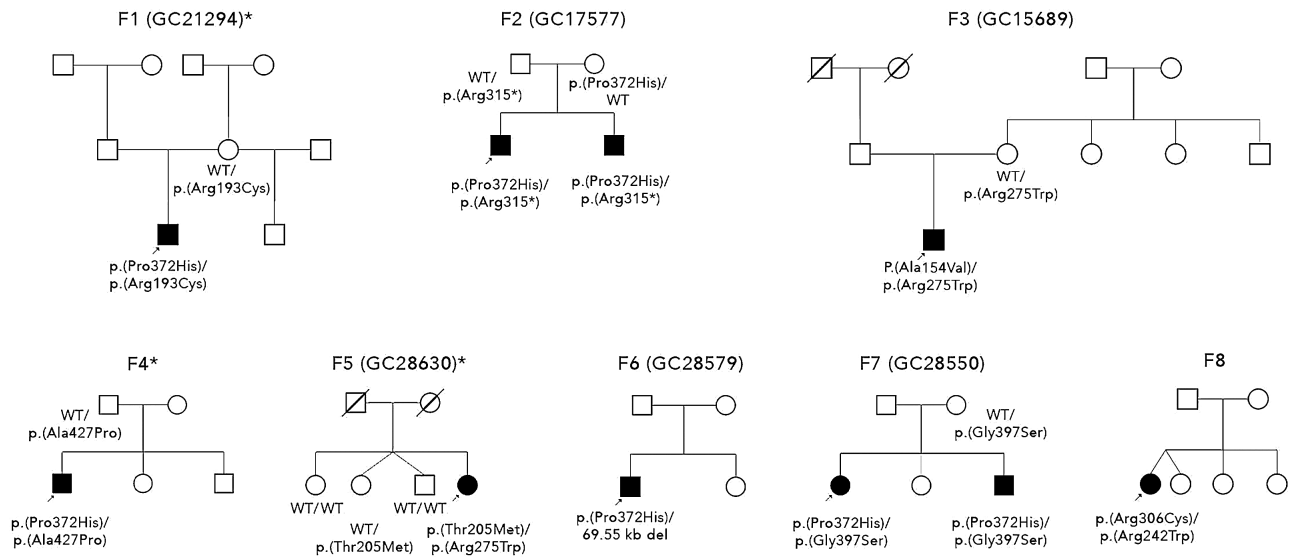 F1 (GC21294)*
WT/
p.(Arg193Cys)
p.(Pro372His)/
p.(Arg193Cys)
F2 (GC17577)
WT/
p.(Arg315*)
p.(Pro372His)/
WT
p.(Pro372His)/
p.(Arg315*)
p.(Pro372His)/
p.(Arg315*)
F3 (GC15689)
WT/
p.(Arg275Trp)
P.(Ala154Val)/
p.(Arg275Trp)
F4*
WT/
p.(Ala427Pro)
p.(Pro372His)/
p.(Ala427Pro)
F5 (GC28630)*
WT/WT
WT/
p.(Thr205Met)
WT/WT
p.(Thr205Met)/
p.(Arg275Trp)
F6 (GC28579)
p.(Pro372His)/
69.55 kb del
F7 (GC28550)
WT/
p.(Gly397Ser)
p.(Pro372His)/
p.(Gly397Ser)
p.(Pro372His)/
p.(Gly397Ser)
F8
p.(Arg306Cys)/
p.(Arg242Trp)